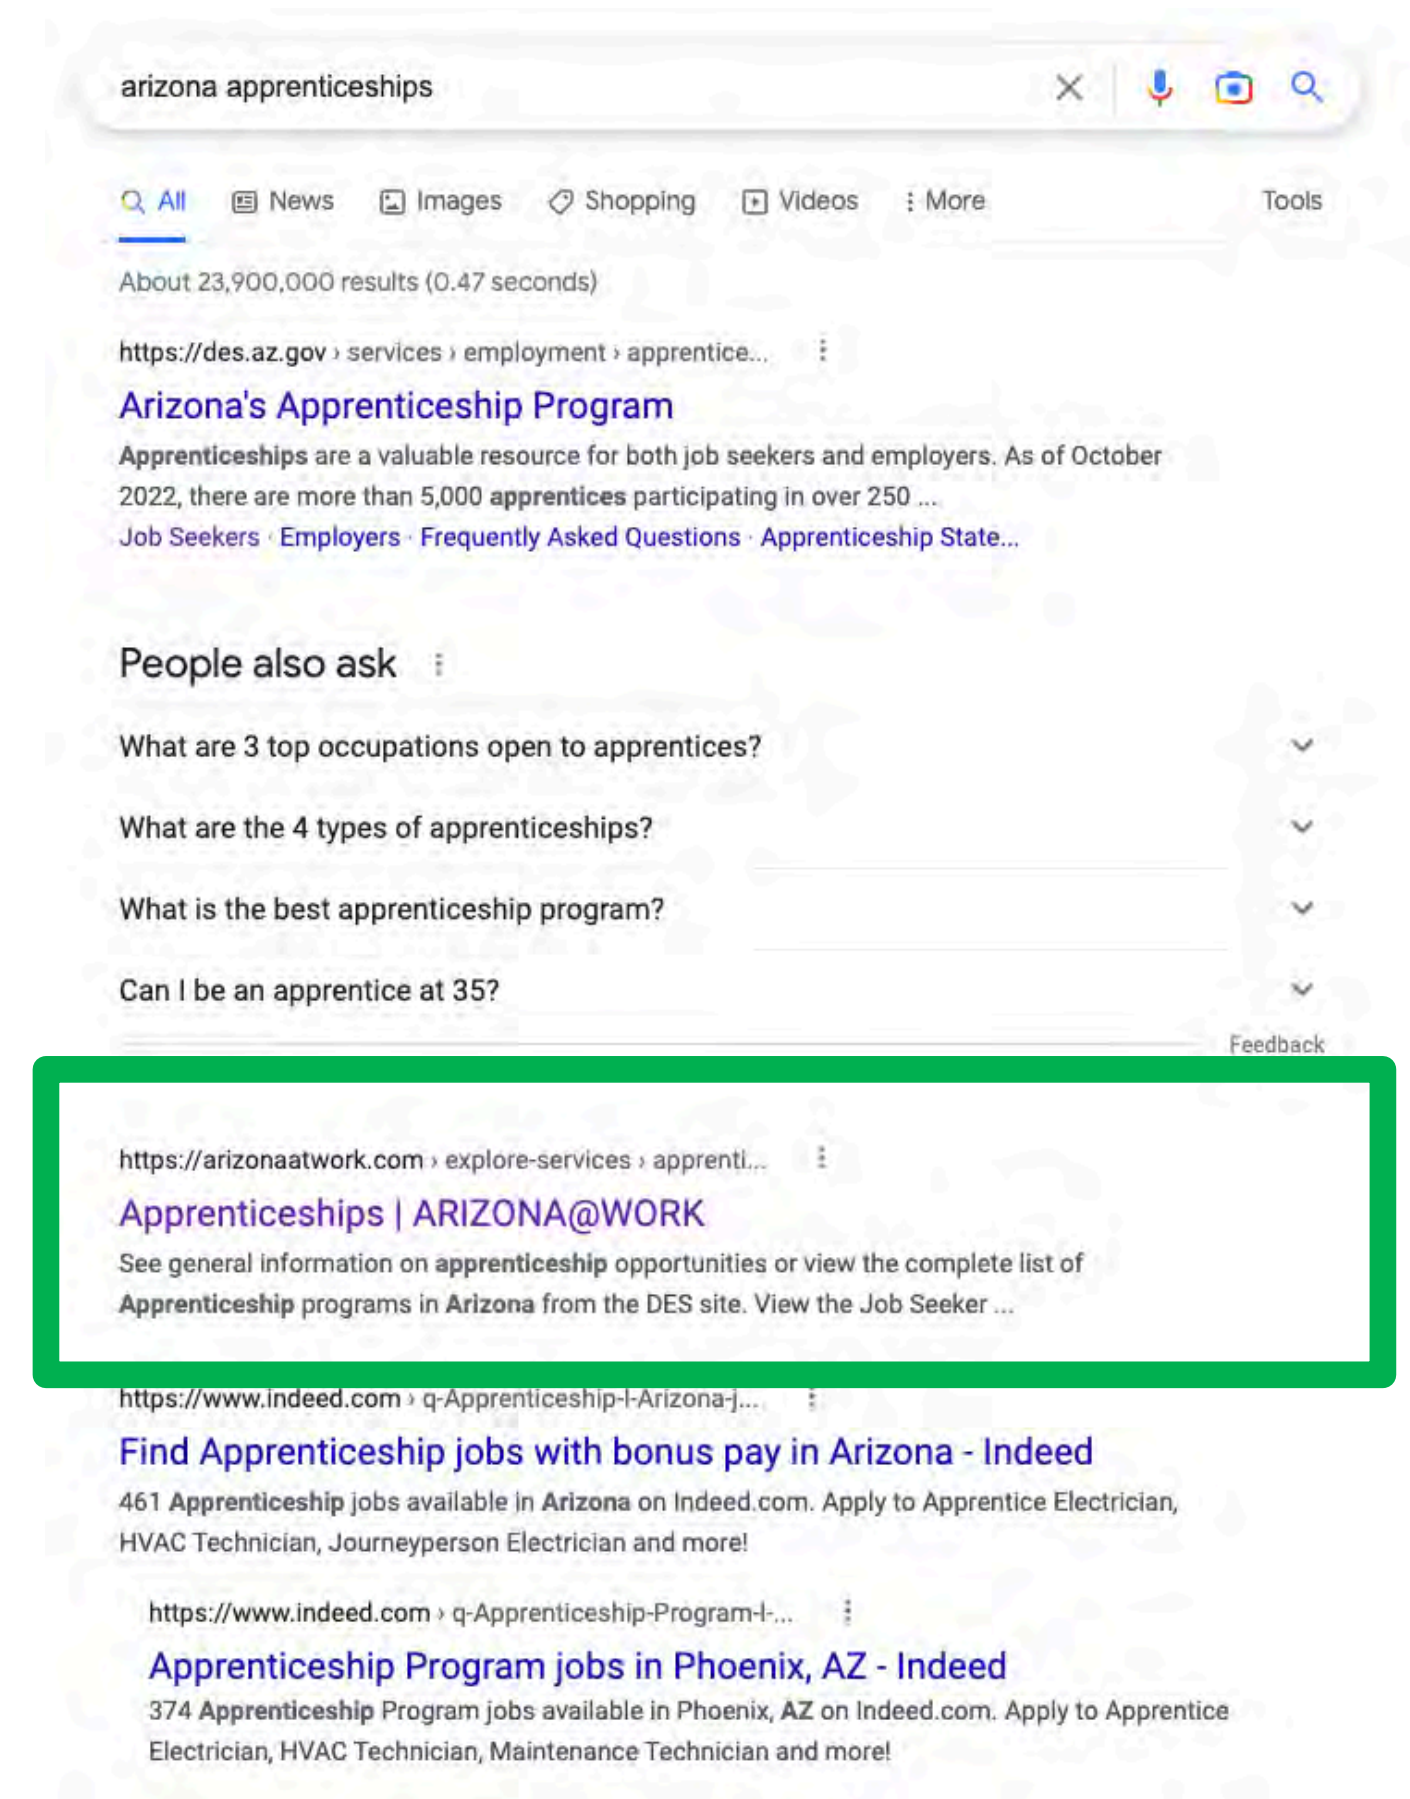 arizona apprenticeships
All News Images Shopping Videos More Tools
About 23,900,000 results (0.47 seconds)
https://des.az.gov › services › employment › apprentice...
Arizona's Apprenticeship Program
Apprenticeships are a valuable resource for both job seekers and employers. As of October
2022, there are more than 5,000 apprentices participating in over 250 ...
Job Seekers · Employers · Frequently Asked Questions · Apprenticeship State...
People also ask
What are 3 top occupations open to apprentices?
What are the 4 types of apprenticeships?
What is the best apprenticeship program?
Can I be an apprentice at 35?
Feedback
https://arizonaatwork.com › explore-services › apprenti...
Apprenticeships | ARIZONA@WORK
See general information on apprenticeship opportunities or view the complete list of
Apprenticeship programs in Arizona from the DES site. View the Job Seeker ...
https://www.indeed.com › q-Apprenticeship-l-Arizona-j...
Find Apprenticeship jobs with bonus pay in Arizona - Indeed
461 Apprenticeship jobs available in Arizona on Indeed.com. Apply to Apprentice Electrician,
HVAC Technician, Journeyperson Electrician and more!
https://www.indeed.com › q-Apprenticeship-Program-l-...
Apprenticeship Program jobs in Phoenix, AZ - Indeed
374 Apprenticeship Program jobs available in Phoenix, AZ on Indeed.com. Apply to Apprentice
Electrician, HVAC Technician, Maintenance Technician and more!